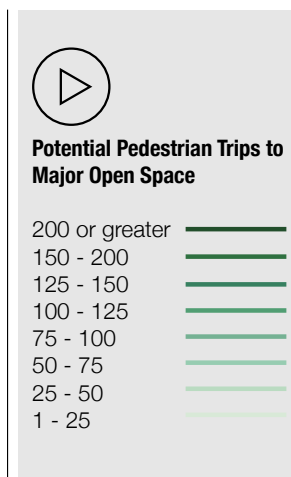 Potential Pedestrian Trips to
Major Open Space
200 or greater
150 - 200
125 - 150
100 - 125
75 - 100
50 - 75
25 - 50
1 - 25